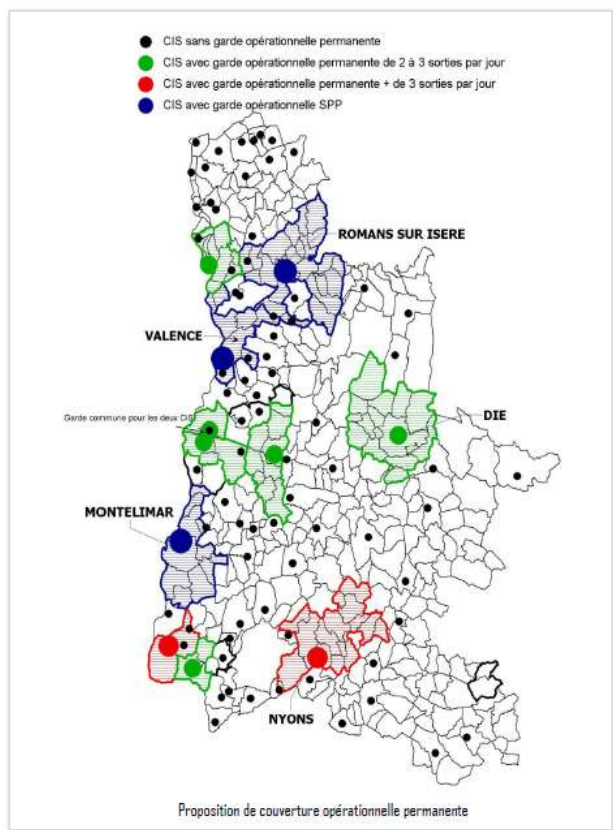 CIS sans garde opérationnelle permanente
CIS avec garde opérationnelle permanente de 2 à 3 sorties par jour
CIS avec garde opérationnelle permanente + de 3 sorties par jour
CIS avec garde opérationnelle SPP
ROMANS SUR ISERE
VALENCE
Garde commune pour les deux CIS
DIE
MONTELIMAR
NYONS
Proposition de couverture opérationnelle permanente